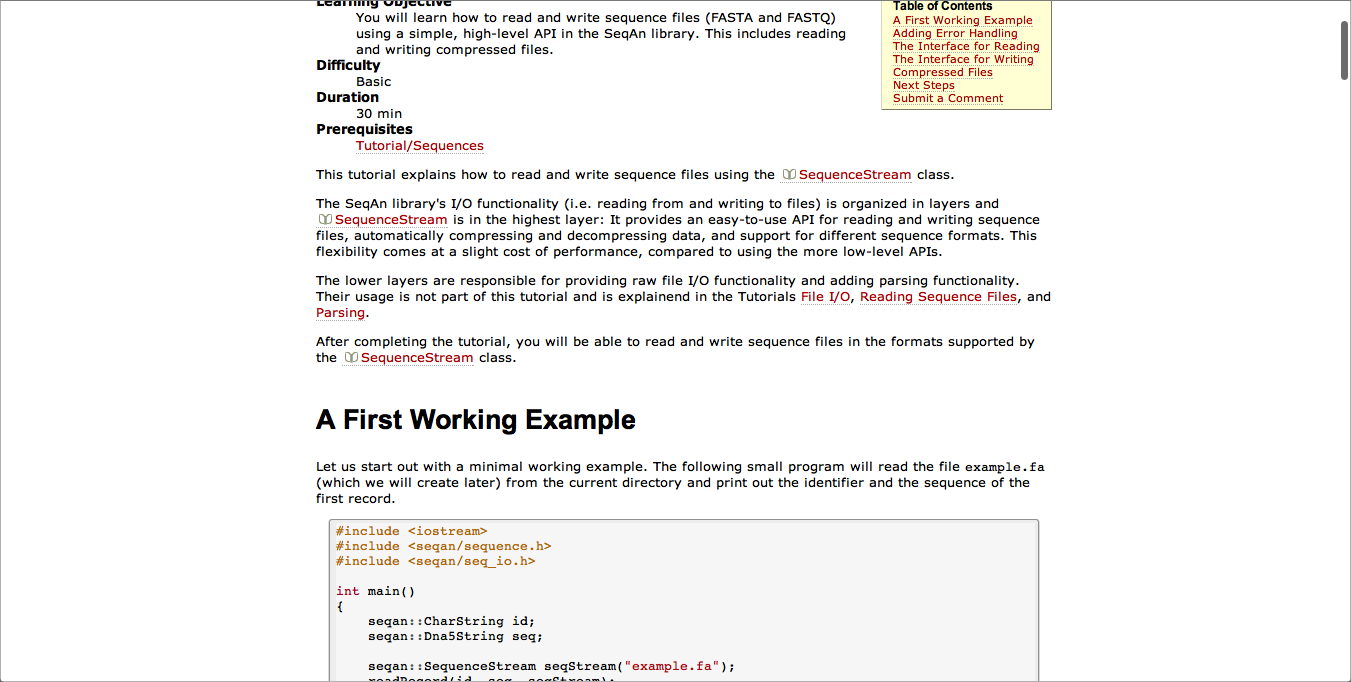 Learning Objective
You will learn how to read and write sequence files (FASTA and FASTQ)
using a simple, high-level API in the SeqAn library. This includes reading
and writing compressed files.
Difficulty
Basic
Duration
30 min
Prerequisites
Tutorial/Sequences
Table of Contents
A First Working Example
Adding Error Handling
The Interface for Reading
The Interface for Writing
Compressed Files
Next Steps
Submit a Comment
This tutorial explains how to read and write sequence files using the SequenceStream class.
The SeqAn library's I/O functionality (i.e. reading from and writing to files) is organized in layers and
SequenceStream is in the highest layer: It provides an easy-to-use API for reading and writing sequence
files, automatically compressing and decompressing data, and support for different sequence formats. This
flexibility comes at a slight cost of performance, compared to using the more low-level APIs.
The lower layers are responsible for providing raw file I/O functionality and adding parsing functionality.
Their usage is not part of this tutorial and is explainend in the Tutorials File I/O, Reading Sequence Files, and
Parsing.
After completing the tutorial, you will be able to read and write sequence files in the formats supported by
the SequenceStream class.
A First Working Example
Let us start out with a minimal working example. The following small program will read the file example.fa
(which we will create later) from the current directory and print out the identifier and the sequence of the
first record.
#include <iostream>
#include <seqan/sequence.h>
#include <seqan/seq_io.h>
int main()
{
seqan::CharString id;
seqan::Dna5String seq;
seqan::SequenceStream seqStream("example.fa");
readRecord(id, seq, seqStream);